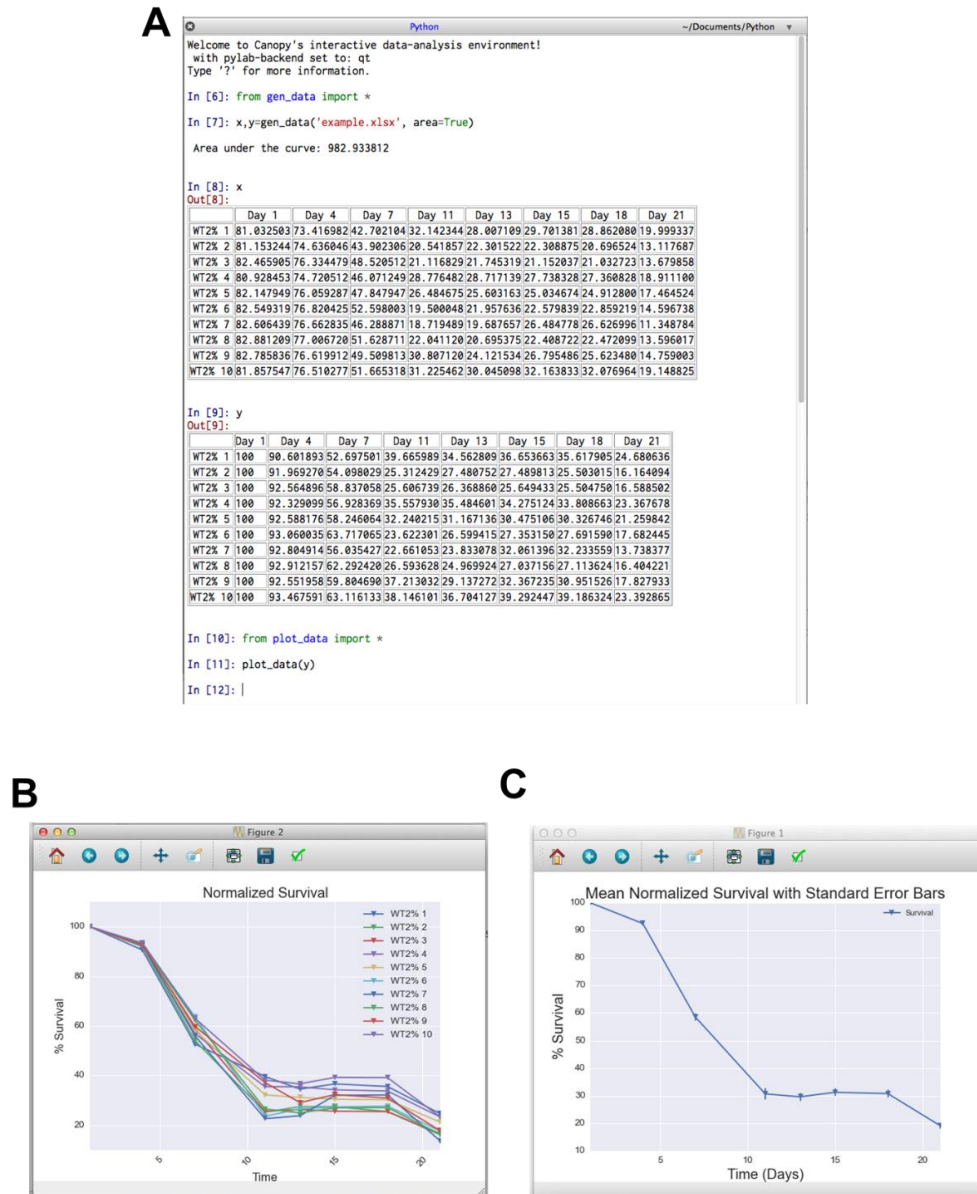 A
Python
~/Documents/Python
Welcome to Canopy's interactive data-analysis environment!
with pylab-backend set to: qt
Type '?' for more information.
In [6]: from gen_data import *
In [7]: x,y=gen_data('example.xlsx', area=True)
Area under the curve: 982.933812
In [8]: x
Out[8]:
Day 1 Day 4 Day 7 Day 11 Day 13 Day 15 Day 18 Day 21
WT2% 1 81.032503 73.416982 42.702104 32.142344 28.007109 29.701381 28.862080 19.999337
WT2% 2 81.153244 74.636046 43.902306 20.541857 22.301522 22.308875 20.696524 13.117687
WT2% 3 82.465905 76.334479 48.520512 21.116829 21.745319 21.152037 21.032723 13.679858
WT2% 4 80.928453 74.720512 46.071249 28.776482 28.717139 27.738328 27.360828 18.911100
WT2% 5 82.147949 76.059287 47.847947 26.484675 25.603163 25.034674 24.912800 17.464524
WT2% 6 82.549319 76.820425 52.598003 19.500048 21.957636 22.579839 22.859219 14.596738
WT2% 7 82.606439 76.662835 46.288871 18.719489 19.687657 26.484778 26.626996 11.348784
WT2% 8 82.881209 77.006720 51.628711 22.041120 20.695375 22.408722 22.472099 13.596017
WT2% 9 82.785836 76.619912 49.509813 30.807120 24.121534 26.795486 25.623480 14.759003
WT2% 10 81.857547 76.510277 51.665318 31.225462 30.045098 32.163833 32.076964 19.148825
In [9]: y
Out[9]:
Day 1 Day 4 Day 7 Day 11 Day 13 Day 15 Day 18 Day 21
WT2% 1 100 90.601893 52.697501 39.665989 34.562809 36.653663 35.617905 24.680636
WT2% 2 100 91.969270 54.098029 25.312429 27.480752 27.489813 25.503015 16.164094
WT2% 3 100 92.564896 58.837058 25.606739 26.368860 25.649433 25.504750 16.588502
WT2% 4 100 92.329099 56.928369 35.557930 35.484601 34.275124 33.808663 23.367678
WT2% 5 100 92.588176 58.246064 32.240215 31.167136 30.475106 30.326746 21.259842
WT2% 6 100 93.060035 63.717065 23.622301 26.599415 27.353150 27.691590 17.682445
WT2% 7 100 92.804914 56.035427 22.661053 23.833078 32.061396 32.233559 13.738377
WT2% 8 100 92.912157 62.292420 26.593628 24.969924 27.037156 27.113624 16.404221
WT2% 9 100 92.551958 59.804690 37.213032 29.137272 32.367235 30.951526 17.827933
WT2% 10 100 93.467591 63.116133 38.146101 36.704127 39.292447 39.186324 23.392865
In [10]: from plot_data import *
In [11]: plot_data(y)
In [12]:
B
Figure 2
Normalized Survival
WT2% 1
WT2% 2
WT2% 3
WT2% 4
WT2% 5
WT2% 6
WT2% 7
WT2% 8
WT2% 9
WT2% 10
% Survival
100
80
60
40
20
5
10
15
20
Time
C
Figure 1
Mean Normalized Survival with Standard Error Bars
Survival
% Survival
100
90
80
70
60
50
40
30
20
10
5
10
15
20
Time (Days)